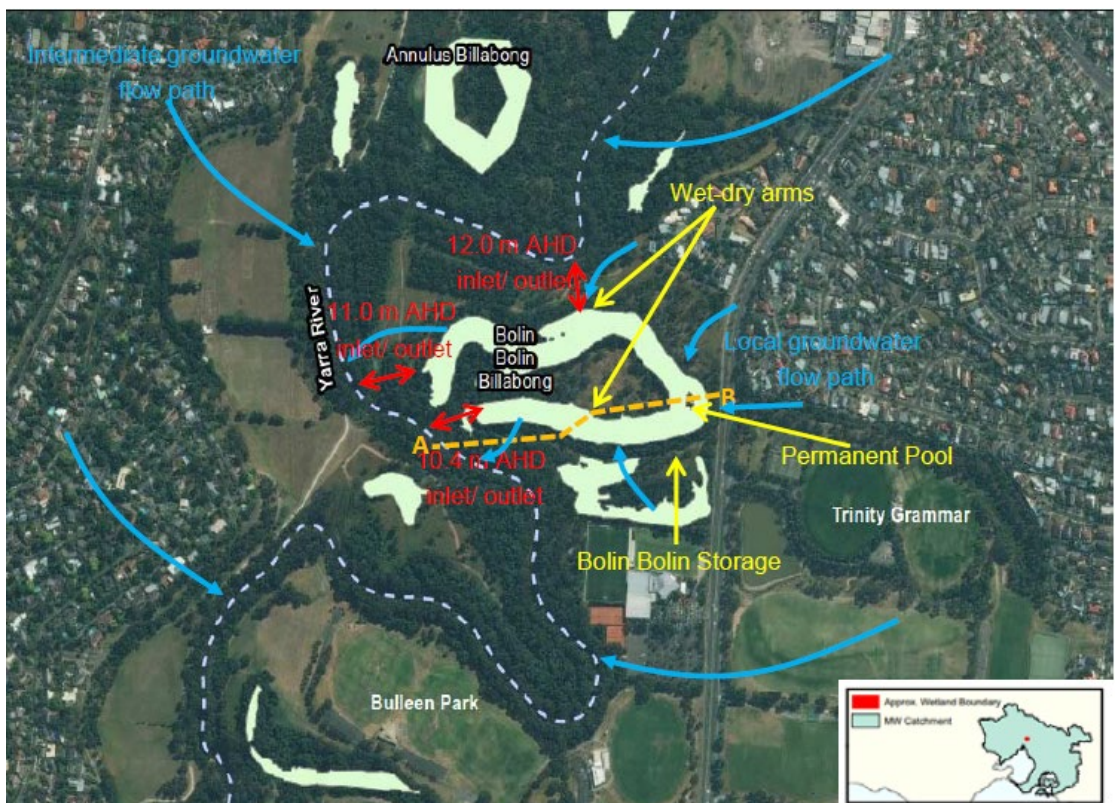 Intermediate groundwater
flow path
Annulus Billabong
Wet-dry arms
12.0 m AHD
inlet/ outlet
11.0 m AHD
inlet/ outlet
Yarra River
Bolin
Bolin
Billabong
Local groundwater
flow path
A
B
10.4 m AHD
inlet/ outlet
Permanent Pool
Trinity Grammar
Bolin Bolin Storage
Bulleen Park
Approx. Wetland Boundary
MW Catchment